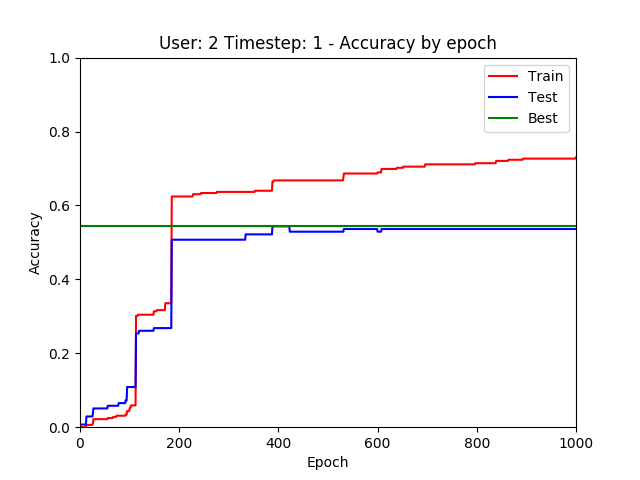 User: 2 Timestep: 1 - Accuracy by epoch
1.0
0.8
0.6
0.4
0.2
0.0
Accuracy
Train
Test
Best
0 200 400 600 800 1000
Epoch